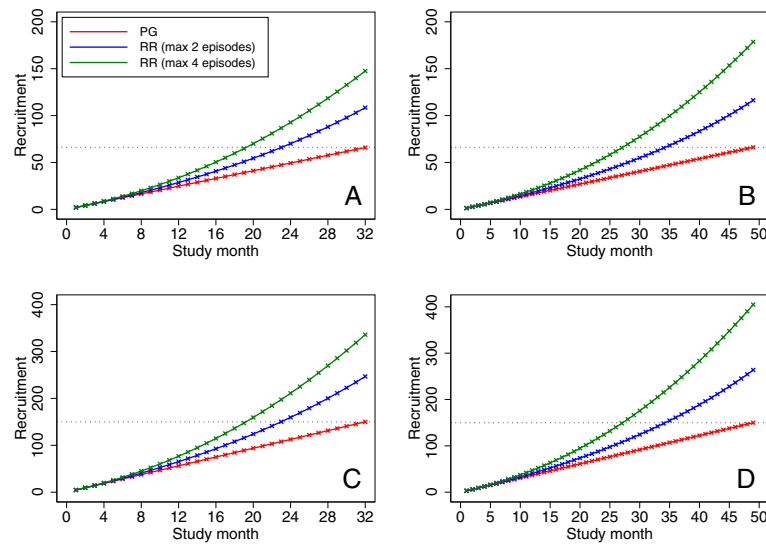 PG
RR (max 2 episodes)
RR (max 4 episodes)
Recruitment
0 50 100 150 200
0 4 8 12 16 20 24 28 32
Study month
A
Recruitment
0 50 100 150 200
0 5 10 15 20 25 30 35 40 45 50
Study month
B
Recruitment
0 100 200 300 400
0 4 8 12 16 20 24 28 32
Study month
C
Recruitment
0 100 200 300 400
0 5 10 15 20 25 30 35 40 45 50
Study month
D